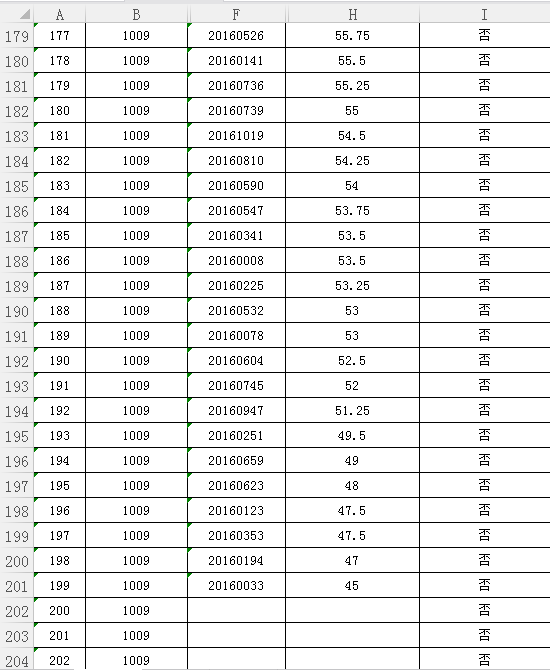 A B F H I
179 177 1009 20160526 55.75 否
180 178 1009 20160141 55.5 否
181 179 1009 20160736 55.25 否
182 180 1009 20160739 55 否
183 181 1009 20161019 54.5 否
184 182 1009 20160810 54.25 否
185 183 1009 20160590 54 否
186 184 1009 20160547 53.75 否
187 185 1009 20160341 53.5 否
188 186 1009 20160008 53.5 否
189 187 1009 20160225 53.25 否
190 188 1009 20160532 53 否
191 189 1009 20160078 53 否
192 190 1009 20160604 52.5 否
193 191 1009 20160745 52 否
194 192 1009 20160947 51.25 否
195 193 1009 20160251 49.5 否
196 194 1009 20160659 49 否
197 195 1009 20160623 48 否
198 196 1009 20160123 47.5 否
199 197 1009 20160353 47.5 否
200 198 1009 20160194 47 否
201 199 1009 20160033 45 否
202 200 1009 否
203 201 1009 否
204 202 1009 否